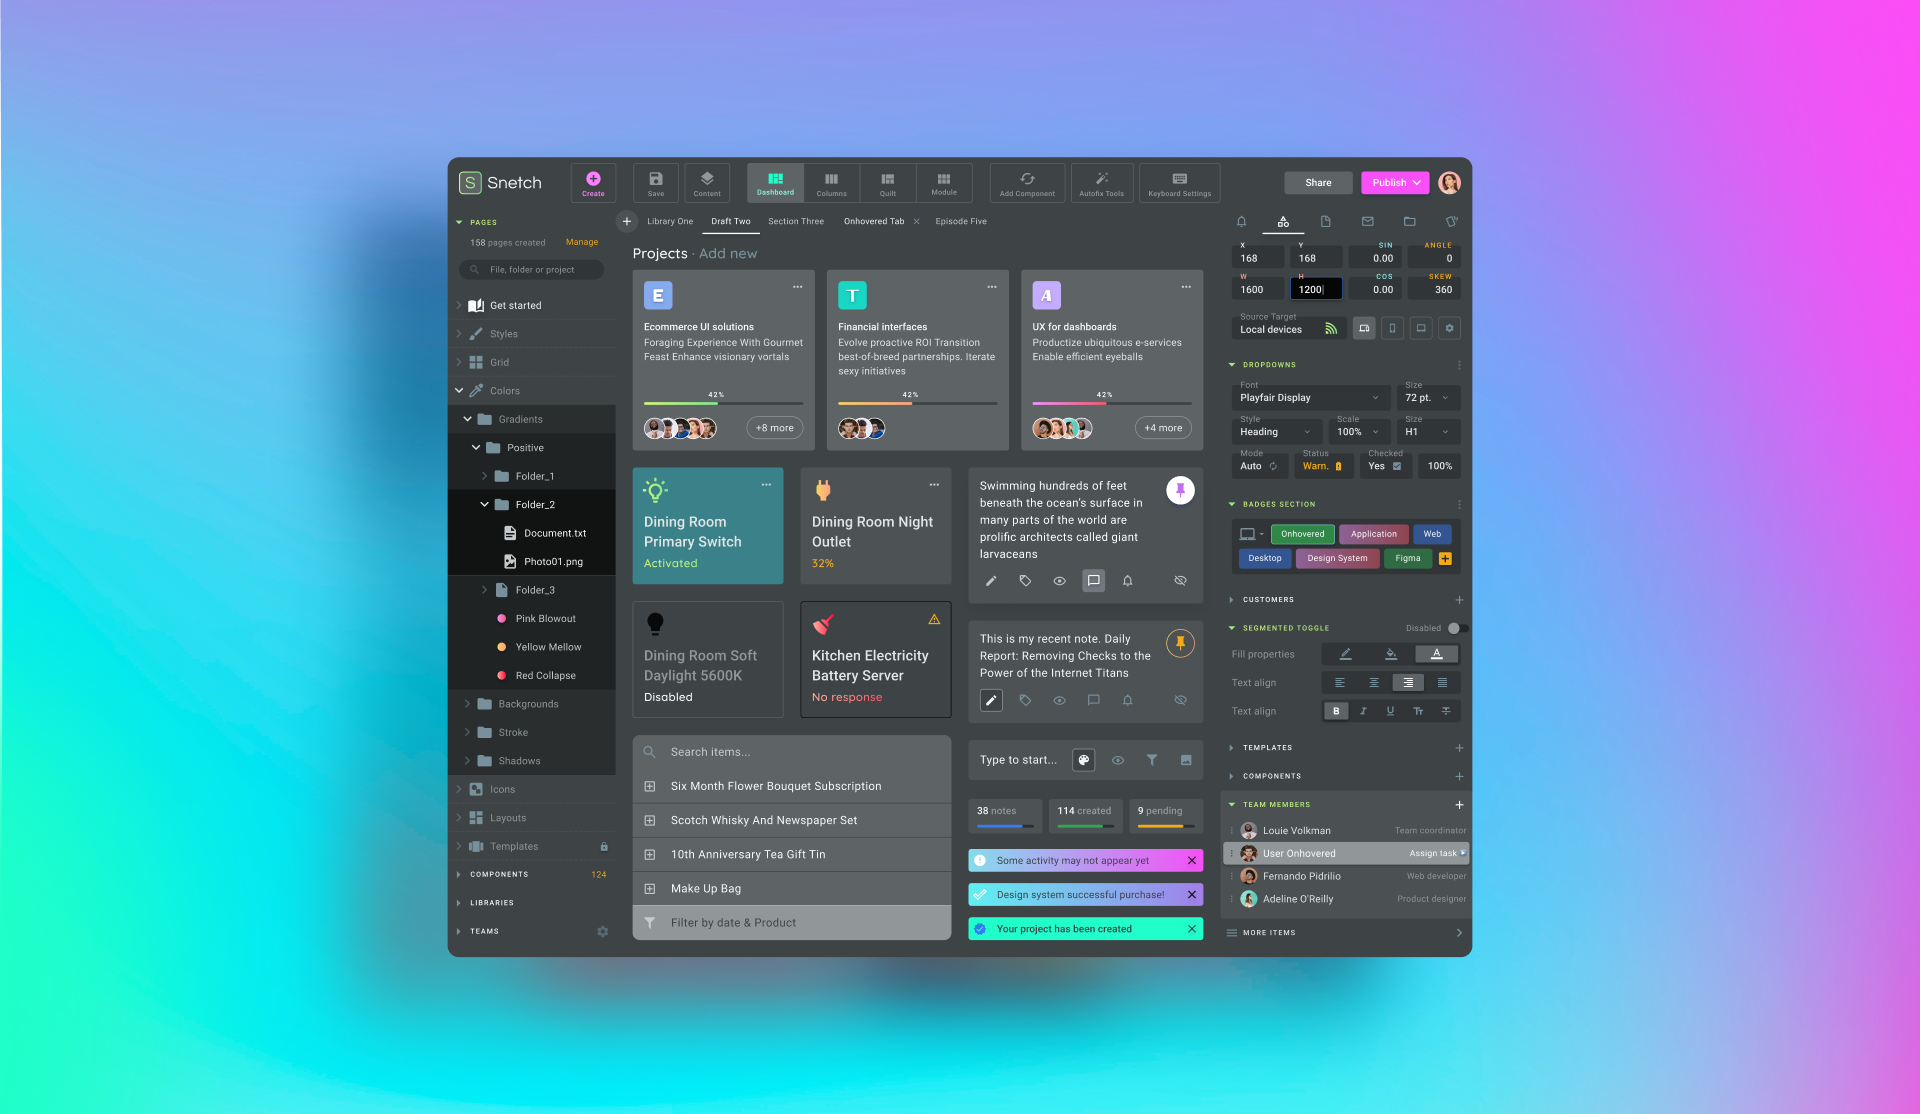 S Snetch
Create
Save
Content
Dashboard
Columns
Quilt
Module
Add Component
Autofix Tools
Keyboard Settings
Share
Publish
PAGES
158 pages created
Manage
File, folder or project
Get started
Styles
Grid
Colors
Gradients
Positive
Folder_1
Folder_2
Document.txt
Photo01.png
Folder_3
Pink Blowout
Yellow Mellow
Red Collapse
Backgrounds
Stroke
Shadows
Icons
Layouts
Templates
COMPONENTS 124
LIBRARIES
TEAMS
Library One
Draft Two
Section Three
Onhovered Tab
Episode Five
Projects · Add new
E
Ecommerce UI solutions
Foraging Experience With Gourmet
Feast Enhance visionary vortals
42%
+8 more
T
Financial interfaces
Evolve proactive ROI Transition
best-of-breed partnerships. Iterate
sexy initiatives
42%
A
UX for dashboards
Productize ubiquitous e-services
Enable efficient eyeballs
42%
+4 more
Dining Room
Primary Switch
Activated
Dining Room Night
Outlet
32%
Dining Room Soft
Daylight 5600K
Disabled
Kitchen Electricity
Battery Server
No response
Search items...
Six Month Flower Bouquet Subscription
Scotch Whisky And Newspaper Set
10th Anniversary Tea Gift Tin
Make Up Bag
Filter by date & Product
Swimming hundreds of feet
beneath the ocean's surface in
many parts of the world are
prolific architects called giant
larvaceans
This is my recent note. Daily
Report: Removing Checks to the
Power of the Internet Titans
Type to start...
38 notes
114 created
9 pending
Some activity may not appear yet
Design system successful purchase!
Your project has been created
X Y SIN ANGLE
168 168 0.00 0
W H COS SKEW
1600 1200 0.00 360
Source Target
Local devices
DROPDOWNS
Font Size
Playfair Display 72 pt.
Style Scale Size
Heading 100% H1
Mode Status Checked
Auto Warn. Yes 100%
BADGES SECTION
Onhovered Application Web
Desktop Design System Figma
CUSTOMERS
SEGMENTED TOGGLE Disabled
Fill properties A
Text align
Text align B I U Tт T
TEMPLATES
COMPONENTS
TEAM MEMBERS
Louie Volkman Team coordinator
User Onhovered Assign task
Fernando Pidrilio Web developer
Adeline O'Reilly Product designer
MORE ITEMS